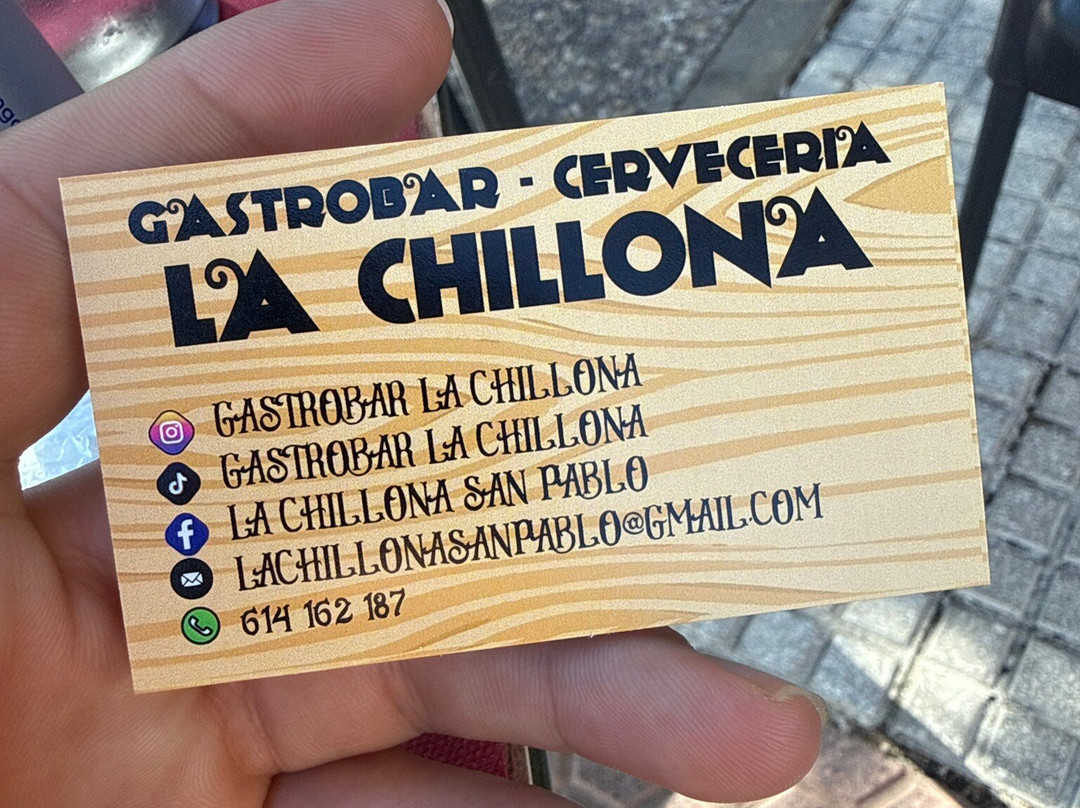 GASTROBAR - CERVECERIA
LA CHILLONA
GASTROBAR LA CHILLONA
GASTROBAR LA CHILLONA
LA CHILLONA SAN PABLO
LACHILLONASANPABLO@GMAIL.COM
614 162 187